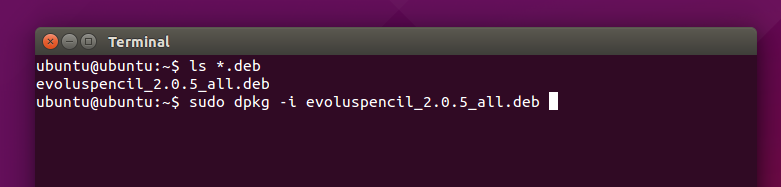 Terminal
ubuntu@ubuntu:~$ ls *.deb
evoluspencil_2.0.5_all.deb
ubuntu@ubuntu:~$ sudo dpkg -i evoluspencil_2.0.5_all.deb